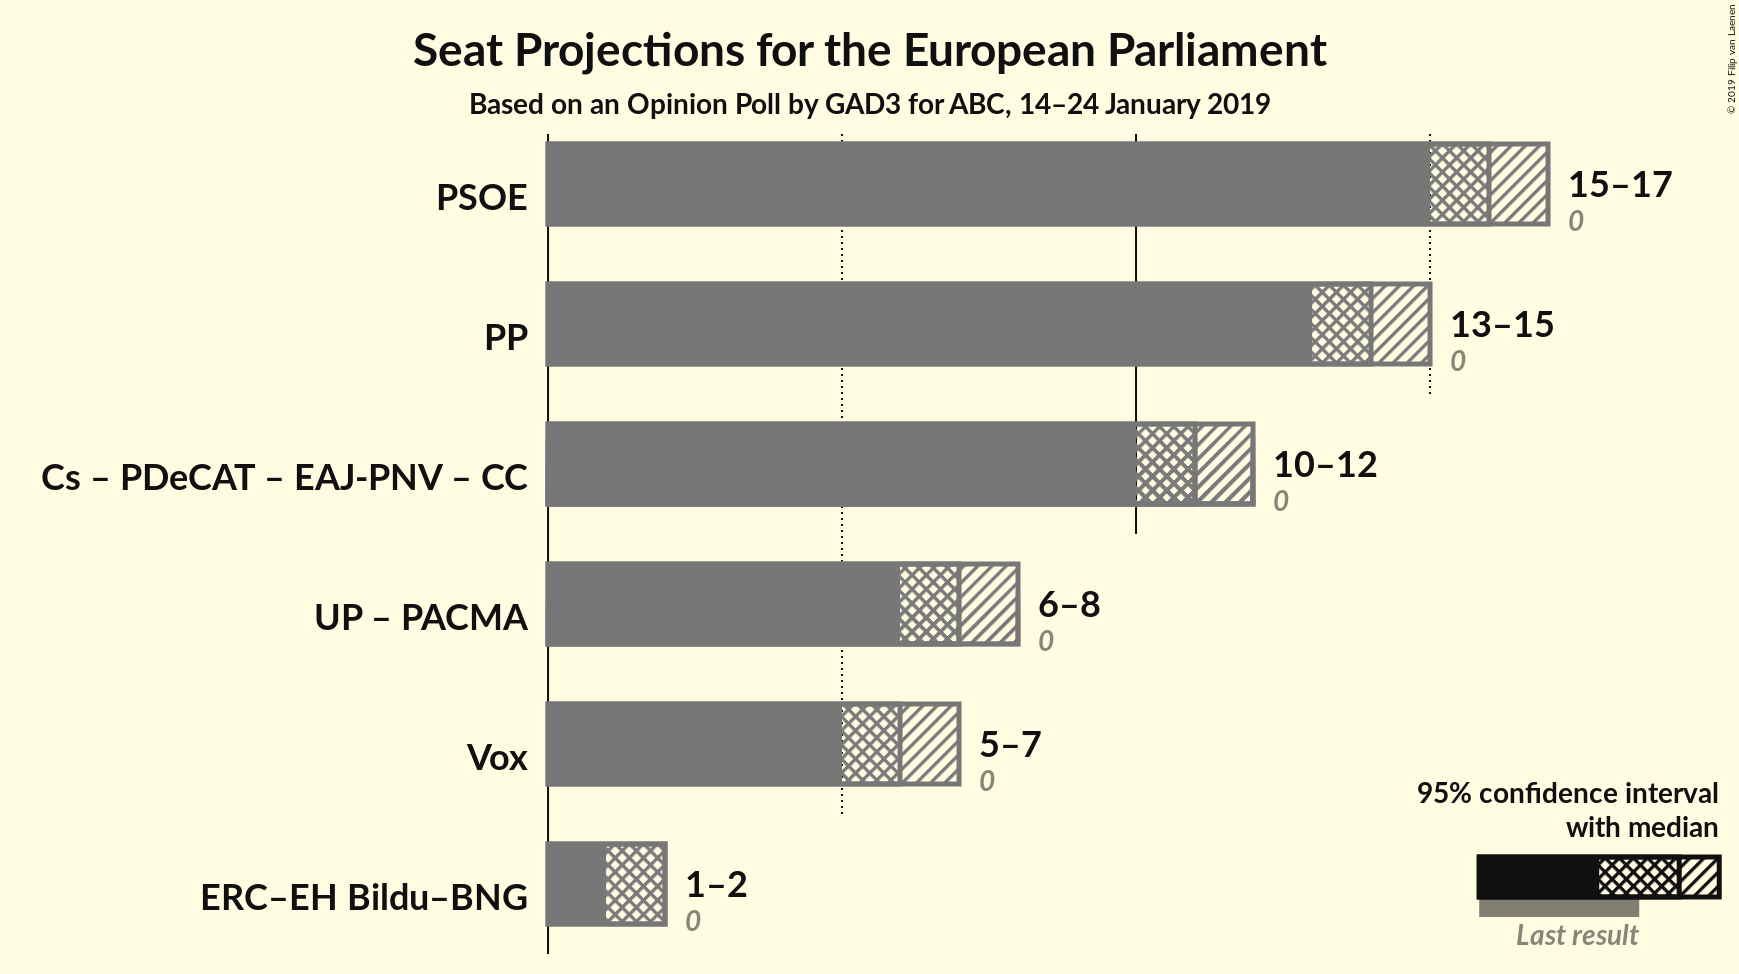 Seat Projections for the European Parliament
Based on an Opinion Poll by GAD3 for ABC, 14–24 January 2019
© 2019 Filip van Laenen
PSOE
15–17
0
PP
13–15
0
Cs – PDeCAT – EAJ-PNV – CC
10–12
0
UP – PACMA
6–8
0
Vox
5–7
0
ERC–EH Bildu–BNG
1–2
0
95% confidence interval
with median
Last result